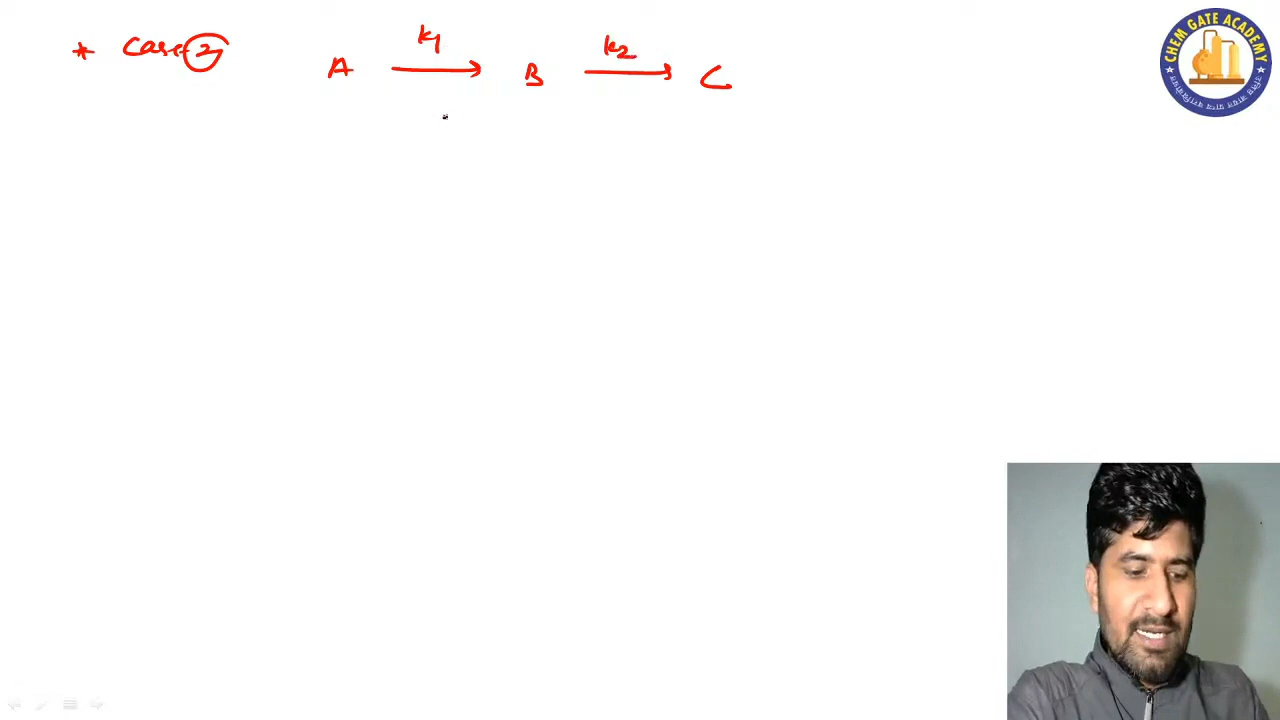 * Case-2
k1 k2
A → B → C
CHEM GATE ACADEMY